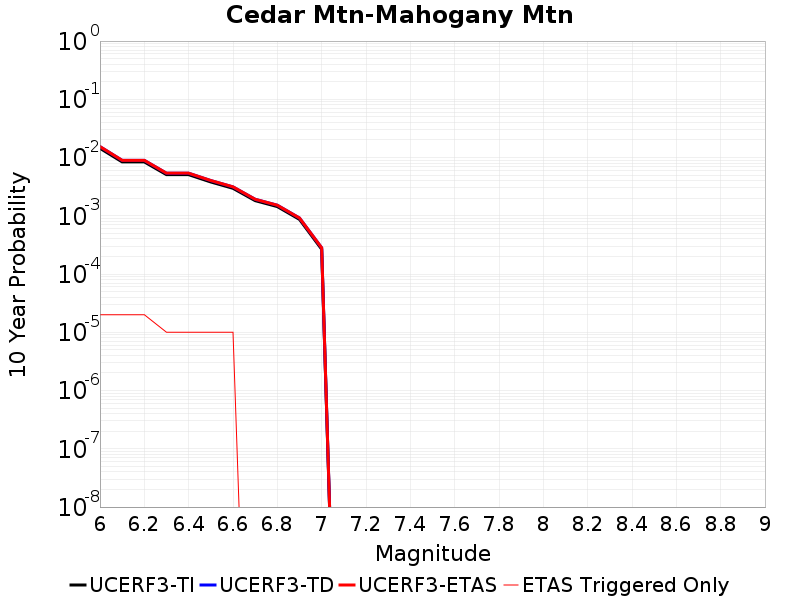 Cedar Mtn-Mahogany Mtn
10^0
10^-1
10^-2
10^-3
10^-4
10^-5
10^-6
10^-7
10^-8
10 Year Probability
6 6.2 6.4 6.6 6.8 7 7.2 7.4 7.6 7.8 8 8.2 8.4 8.6 8.8 9
Magnitude
UCERF3-TI UCERF3-TD UCERF3-ETAS ETAS Triggered Only